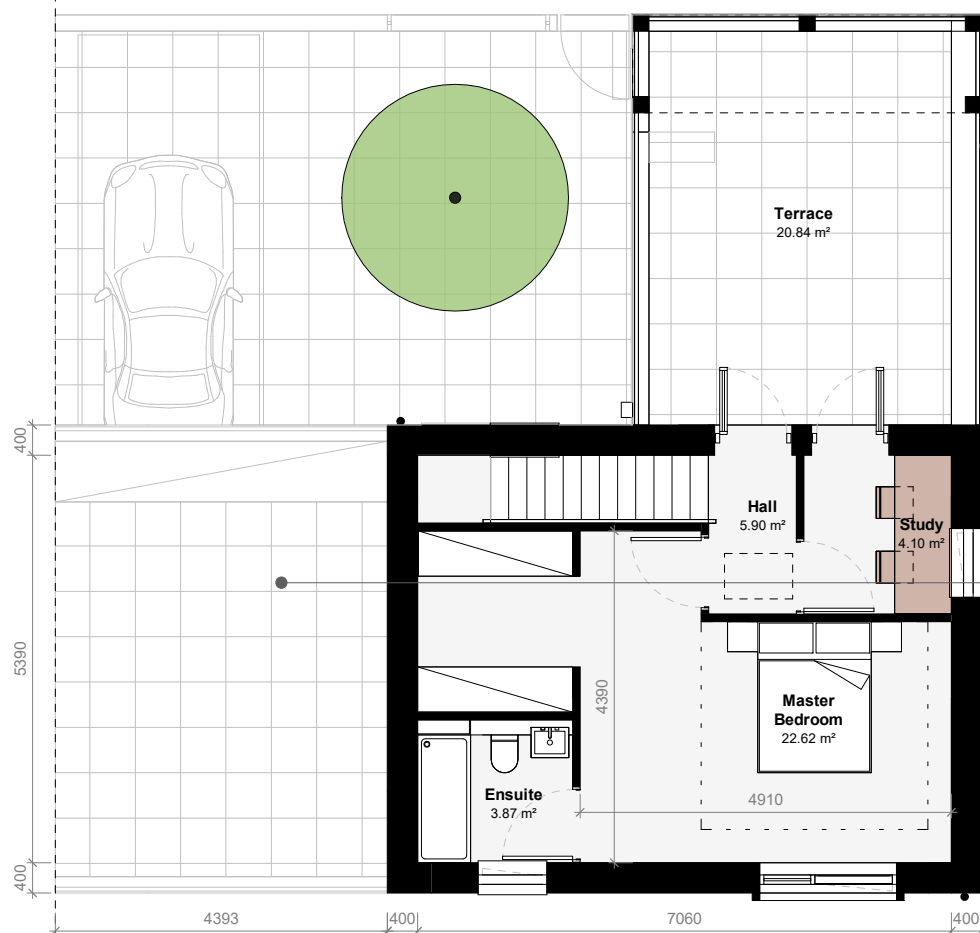 Terrace
20.84 m²
400
Hall
5.90 m²
Study
4.10 m²
5390
4390
Master
Bedroom
22.62 m²
Ensuite
3.87 m²
4910
400
4393
400
7060
400